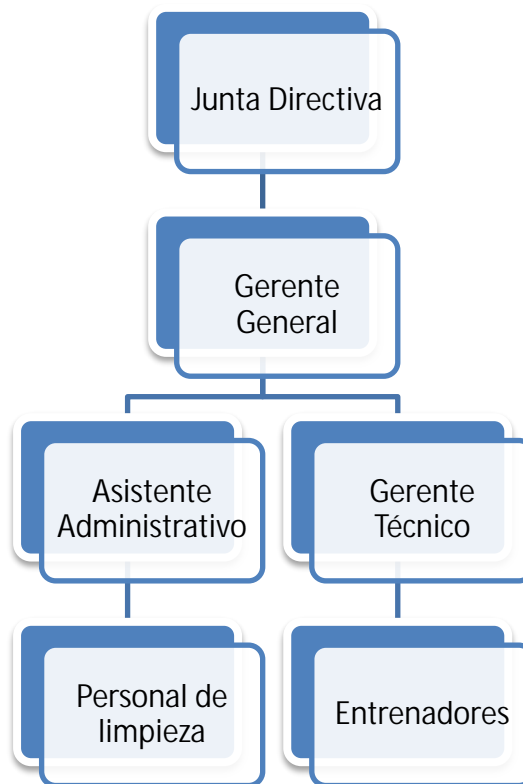 Junta Directiva
Gerente
General
Asistente
Administrativo
Gerente
Técnico
Personal de
limpieza
Entrenadores